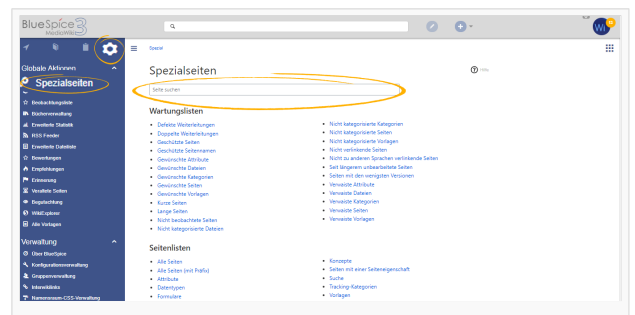 BlueSpice 3
MediaWiki
Spezial
Globale Aktionen
Spezialseiten
Hilfe
Spezialseiten
Seite suchen
Beobachtungsliste
Bücherverwaltung
Erweiterte Statistik
RSS Feeder
Erweiterte Dateiliste
Bewertungen
Empfehlungen
Erinnerung
Veraltete Seiten
Begutachtung
WikiExplorer
Alle Vorlagen
Verwaltung
Über BlueSpice
Konfigurationsverwaltung
Gruppenverwaltung
Interwikilinks
Namensraum-CSS-Verwaltung
Wartungslisten
Defekte Weiterleitungen
Doppelte Weiterleitungen
Geschützte Seiten
Geschützte Seitennamen
Gewünschte Attribute
Gewünschte Dateien
Gewünschte Kategorien
Gewünschte Seiten
Gewünschte Vorlagen
Kurze Seiten
Lange Seiten
Nicht beobachtete Seiten
Nicht kategorisierte Dateien
Nicht kategorisierte Kategorien
Nicht kategorisierte Seiten
Nicht kategorisierte Vorlagen
Nicht verlinkende Seiten
Nicht zu anderen Sprachen verlinkende Seiten
Seit längerem unbearbeitete Seiten
Seiten mit den wenigsten Versionen
Verwaiste Attribute
Verwaiste Dateien
Verwaiste Kategorien
Verwaiste Seiten
Verwaiste Vorlagen
Seitenlisten
Alle Seiten
Alle Seiten (mit Präfix)
Attribute
Datentypen
Formulare
Konzepte
Seiten mit einer Seiteneigenschaft
Suche
Tracking-Kategorien
Vorlagen